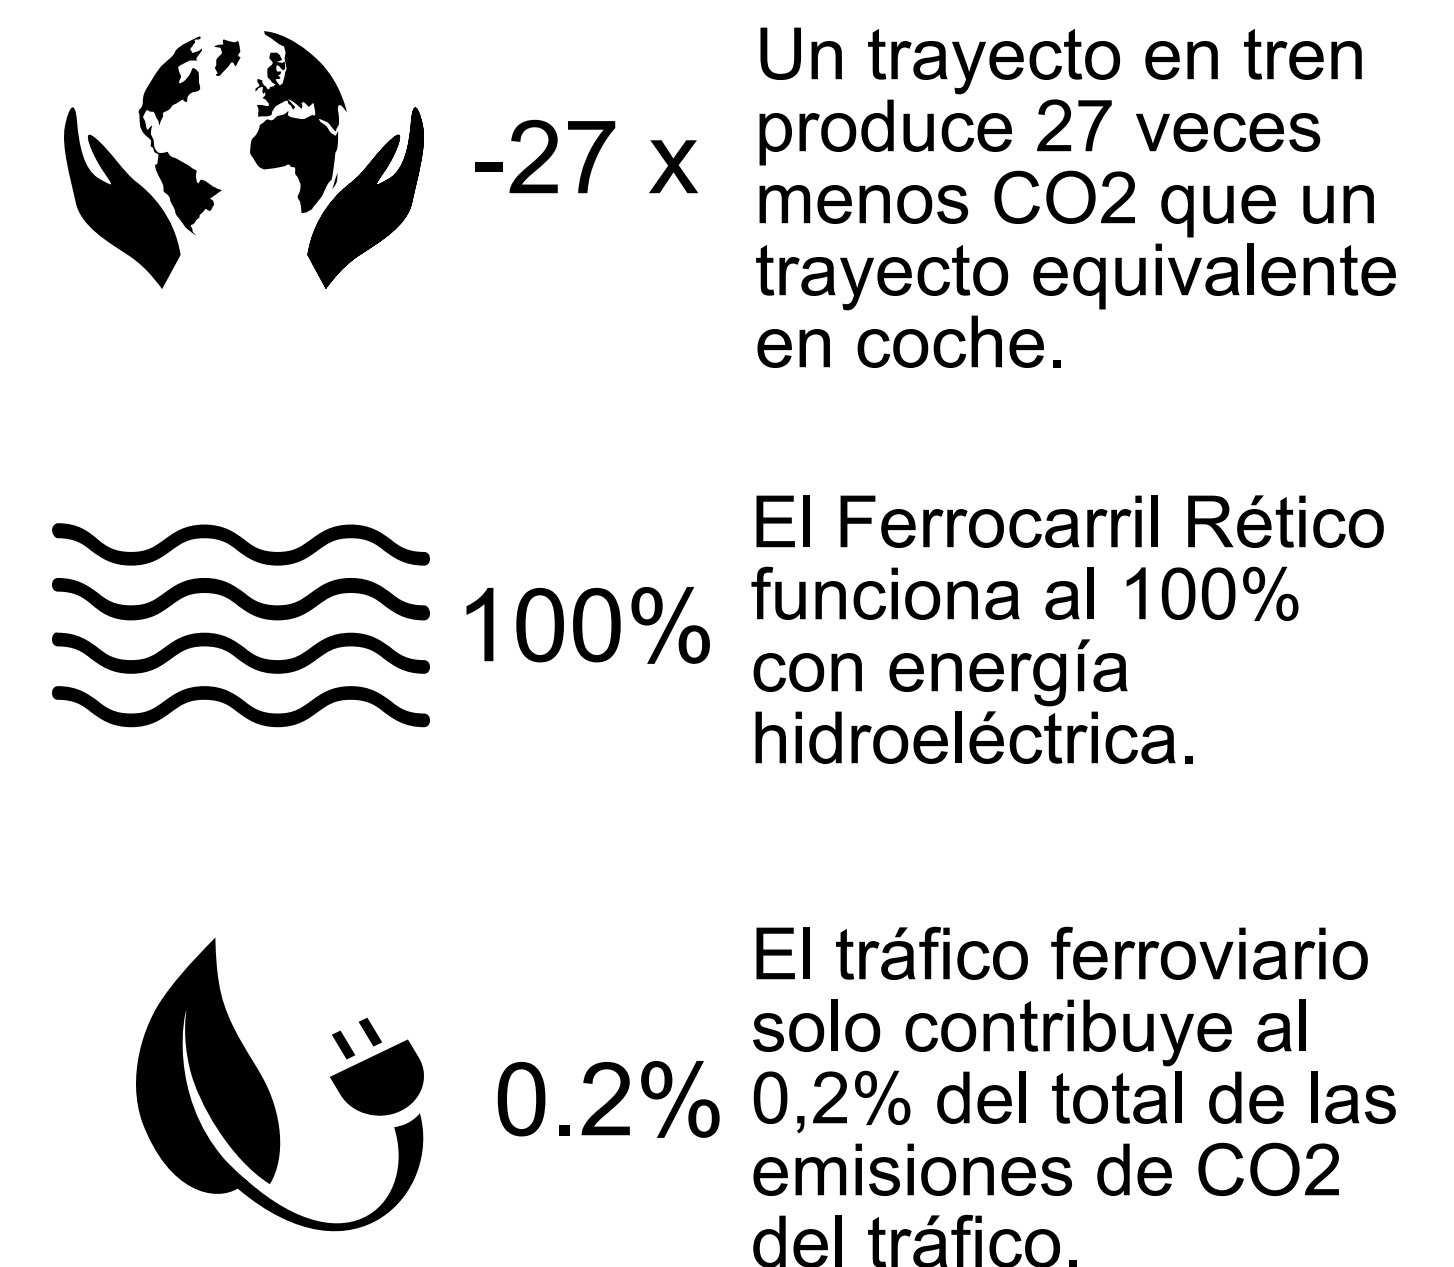 -27 x
Un trayecto en tren
produce 27 veces
menos CO2 que un
trayecto equivalente
en coche.
100%
El Ferrocarril Rético
funciona al 100%
con energía
hidroeléctrica.
0.2%
El tráfico ferroviario
solo contribuye al
0,2% del total de las
emisiones de CO2
del tráfico.